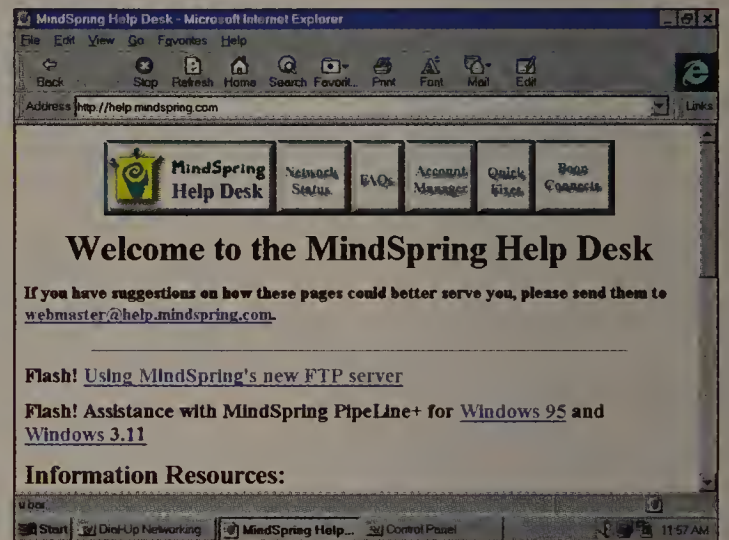 MindSpring Help Desk - Microsoft Internet Explorer
File Edit View Go Favorites Help
Back Stop Refresh Home Search Favorit... Print Font Mail Edit
Address http://help.mindspring.com Links
MindSpring
Help Desk
Network
Status
FAQs
Account
Manager
Quick
Fixes
Connects
Welcome to the MindSpring Help Desk
If you have suggestions on how these pages could better serve you, please send them to
webmaster@help.mindspring.com.
Flash! Using MindSpring's new FTP server
Flash! Assistance with MindSpring PipeLine+ for Windows 95 and
Windows 3.11
Information Resources:
Start Dial-Up Networking MindSpring Help... Control Panel 11:57 AM